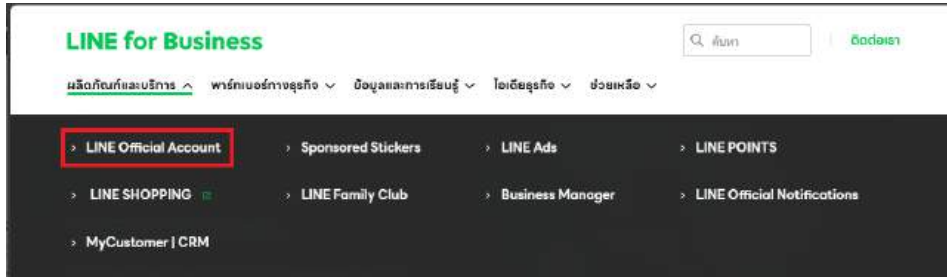 LINE for Business
ค้นหา
ติดต่อเรา
ผลิตภัณฑ์และบริการ พาร์ทเนอร์ทางธุรกิจ ข้อมูลและการเรียนรู้ ไอเดียธุรกิจ ช่วยเหลือ
LINE Official Account Sponsored Stickers LINE Ads LINE POINTS
LINE SHOPPING LINE Family Club Business Manager LINE Official Notifications
MyCustomer | CRM